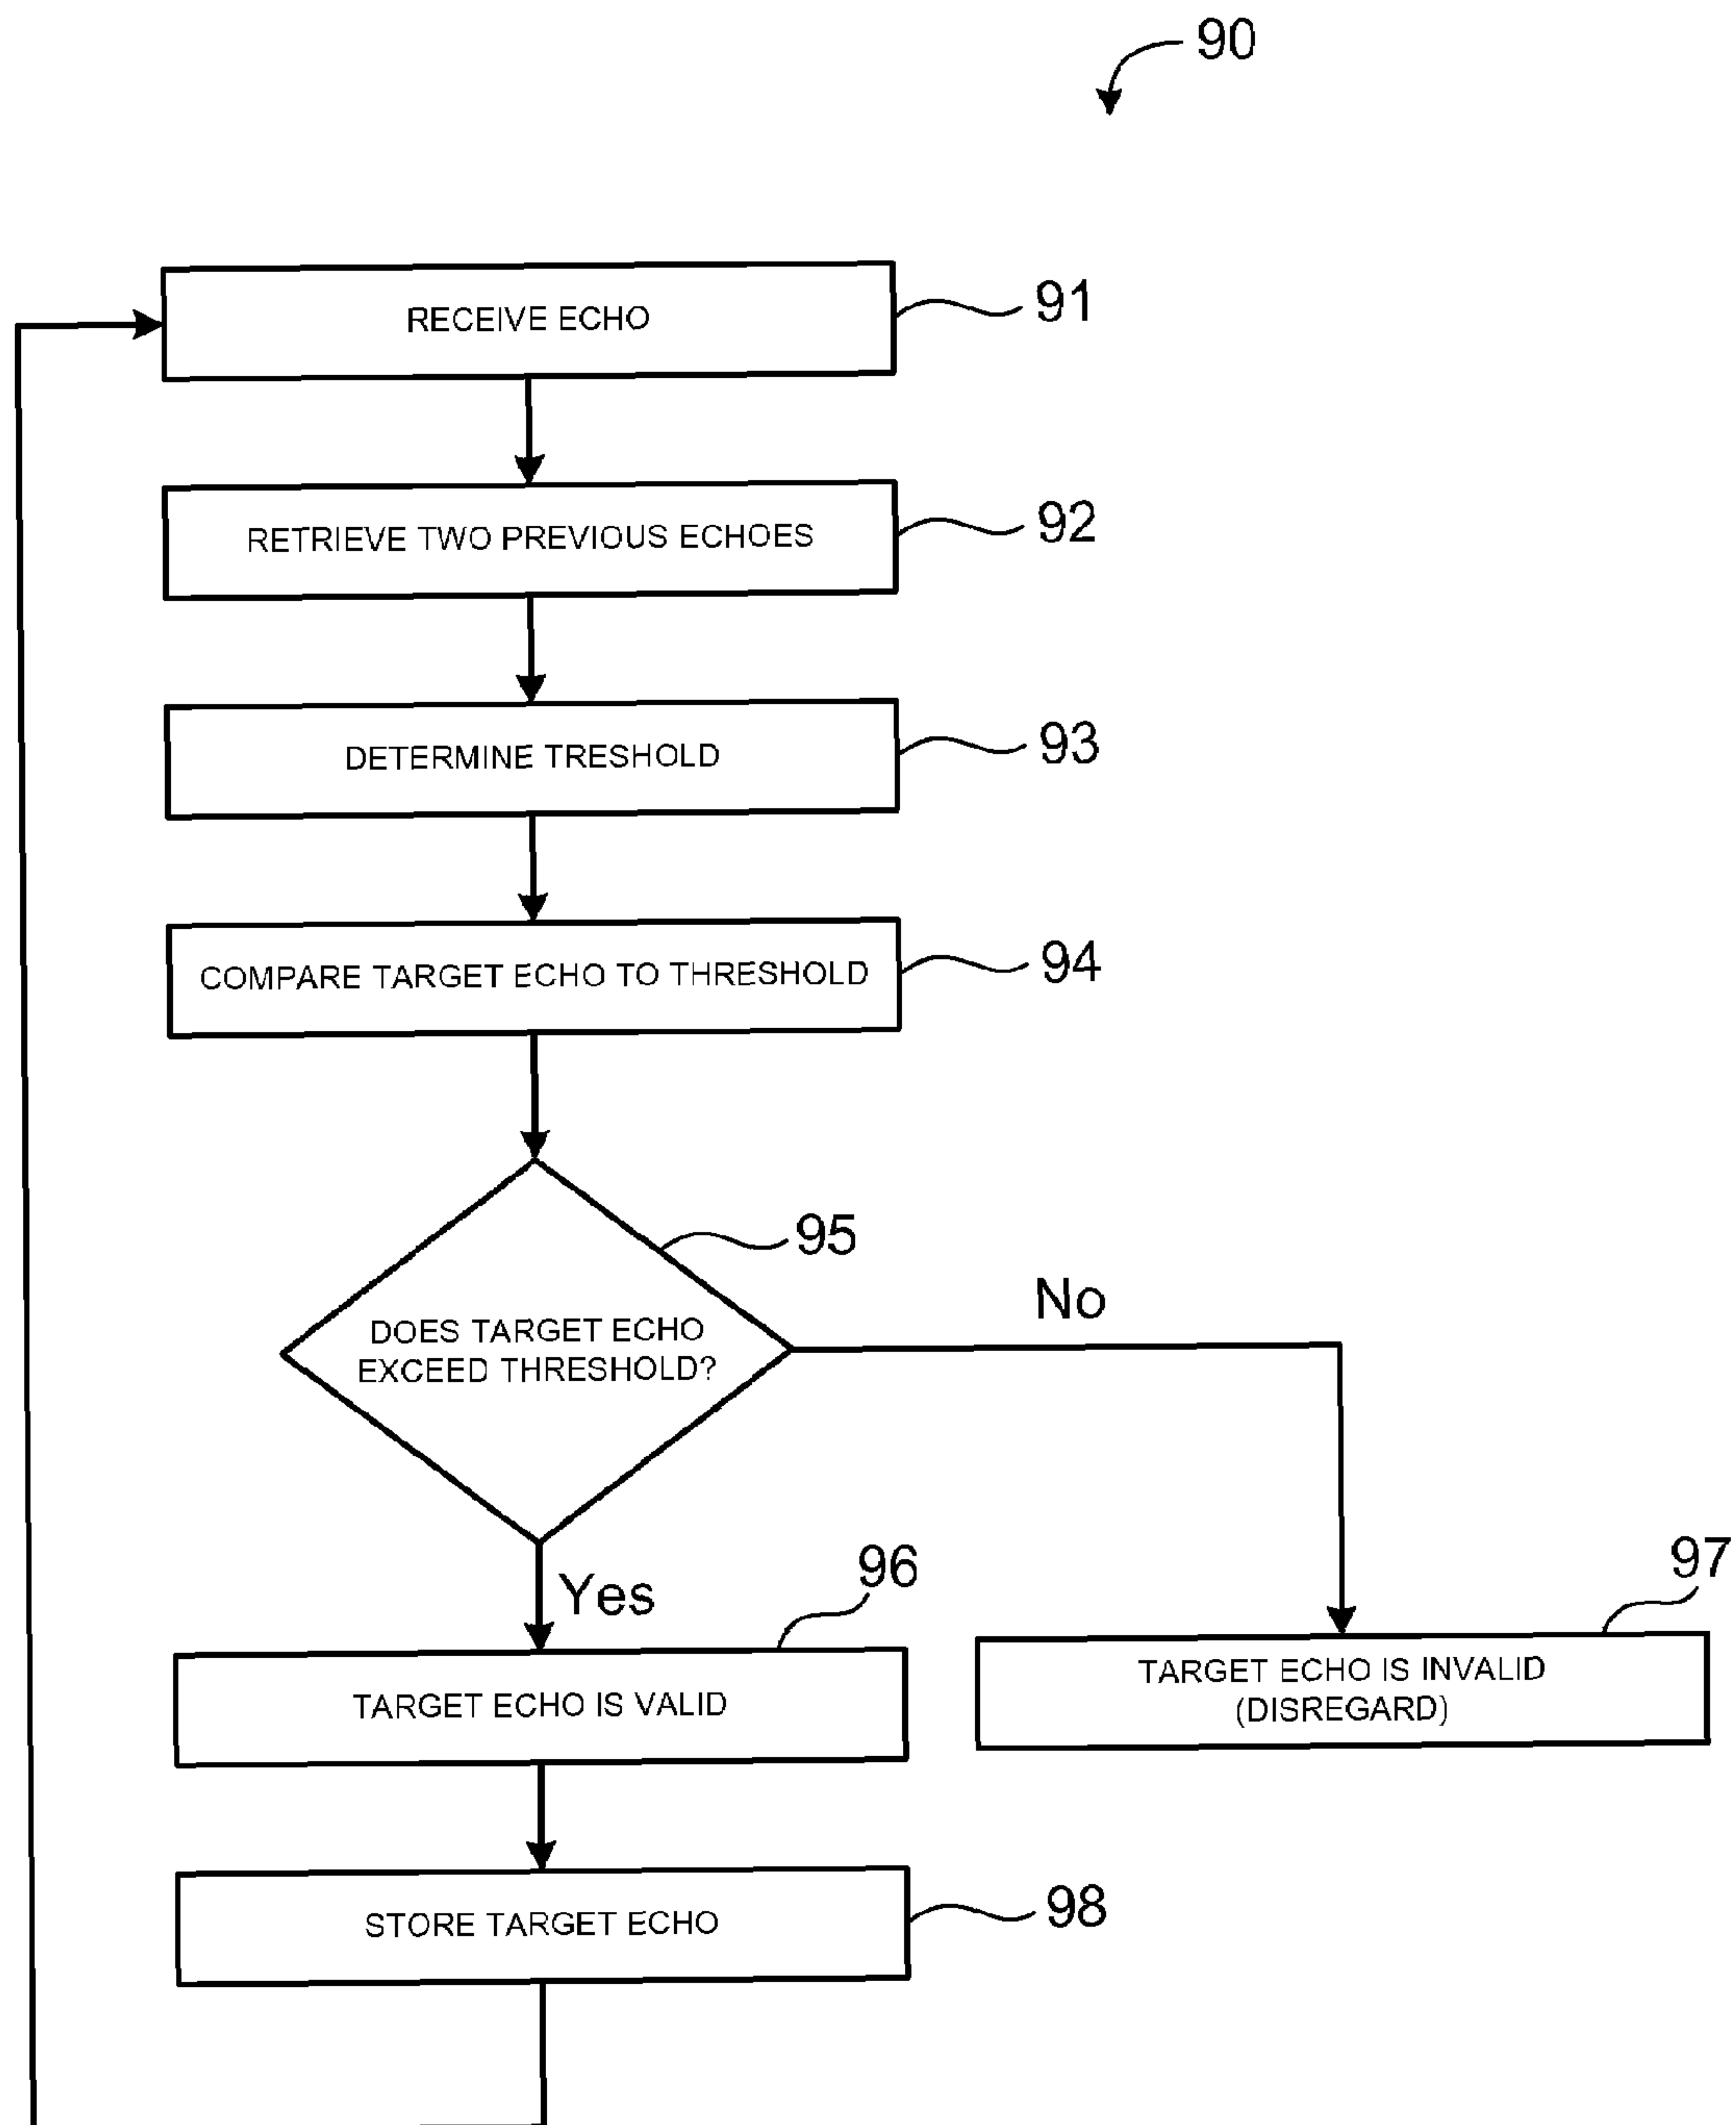 90
RECEIVE ECHO
91
RETRIEVE TWO PREVIOUS ECHOES
92
DETERMINE TRESHOLD
93
COMPARE TARGET ECHO TO THRESHOLD
94
95
DOES TARGET ECHO
EXCEED THRESHOLD?
No
Yes
96
97
TARGET ECHO IS VALID
TARGET ECHO IS INVALID
(DISREGARD)
STORE TARGET ECHO
98